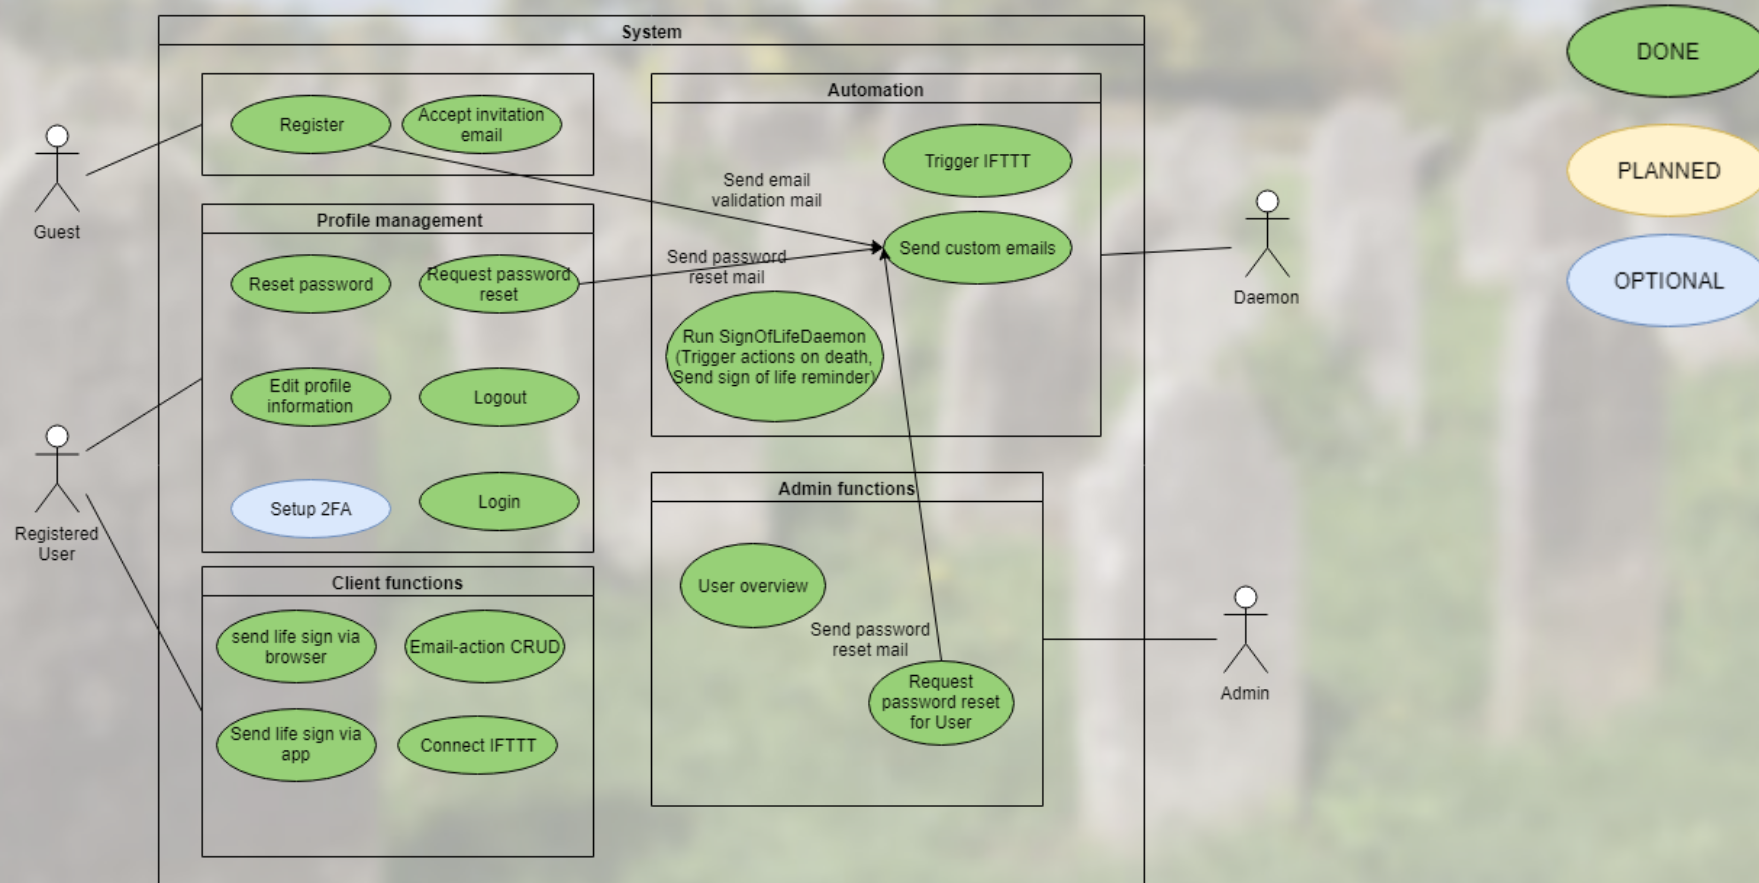 System
Register
Accept invitation
email
Guest
Profile management
Reset password
Request password
reset
Edit profile
information
Logout
Setup 2FA
Login
Registered
User
Client functions
send life sign via
browser
Email-action CRUD
Send life sign via
app
Connect IFTTT
Automation
Trigger IFTTT
Send email
validation mail
Send custom emails
Send password
reset mail
Run SignOfLifeDaemon
(Trigger actions on death,
Send sign of life reminder)
Daemon
Admin functions
User overview
Send password
reset mail
Request
password reset
for User
Admin
DONE
PLANNED
OPTIONAL